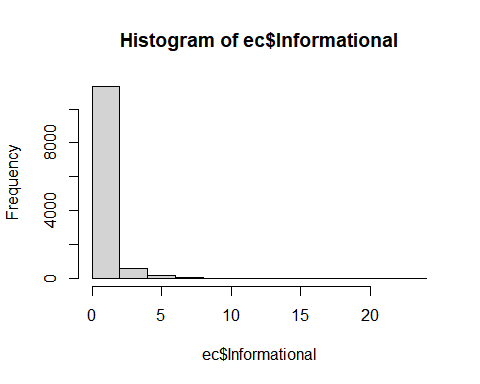 Histogram of ec$Informational
Frequency
8000
4000
0
0 5 10 15 20
ec$Informational